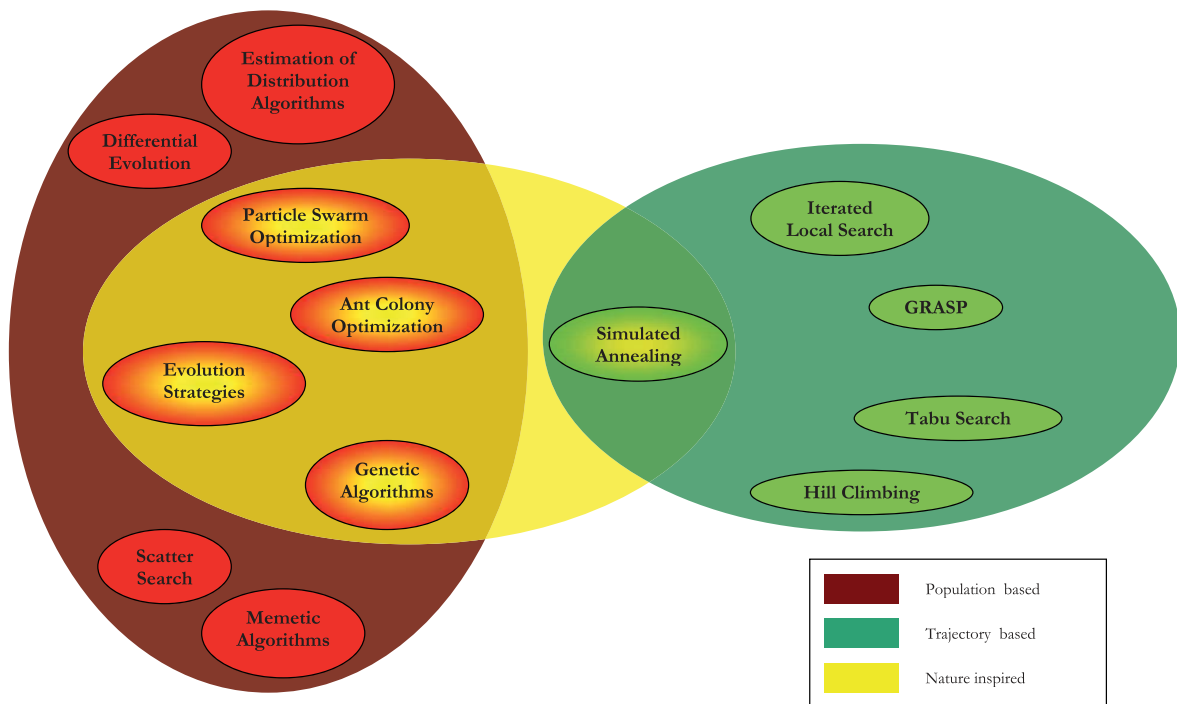 Estimation of
Distribution
Algorithms
Differential
Evolution
Particle Swarm
Optimization
Ant Colony
Optimization
Evolution
Strategies
Genetic
Algorithms
Scatter
Search
Memetic
Algorithms
Simulated
Annealing
Iterated
Local Search
GRASP
Tabu Search
Hill Climbing
Population based
Trajectory based
Nature inspired